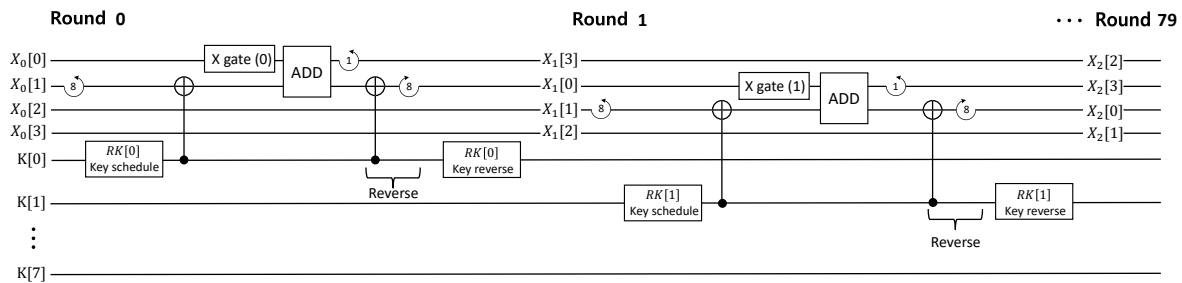 Round 0
Round 1
⋯ Round 79
X₀[0]
X gate (0)
ADD
1
X₁[3]
X₂[2]
X₀[1]
8
8
X₁[0]
X gate (1)
ADD
1
X₂[3]
X₀[2]
X₁[1]
8
8
X₂[0]
X₀[3]
X₁[2]
X₂[1]
K[0]
RK[0]
Key schedule
RK[0]
Key reverse
Reverse
K[1]
RK[1]
Key schedule
RK[1]
Key reverse
Reverse
⋮
K[7]